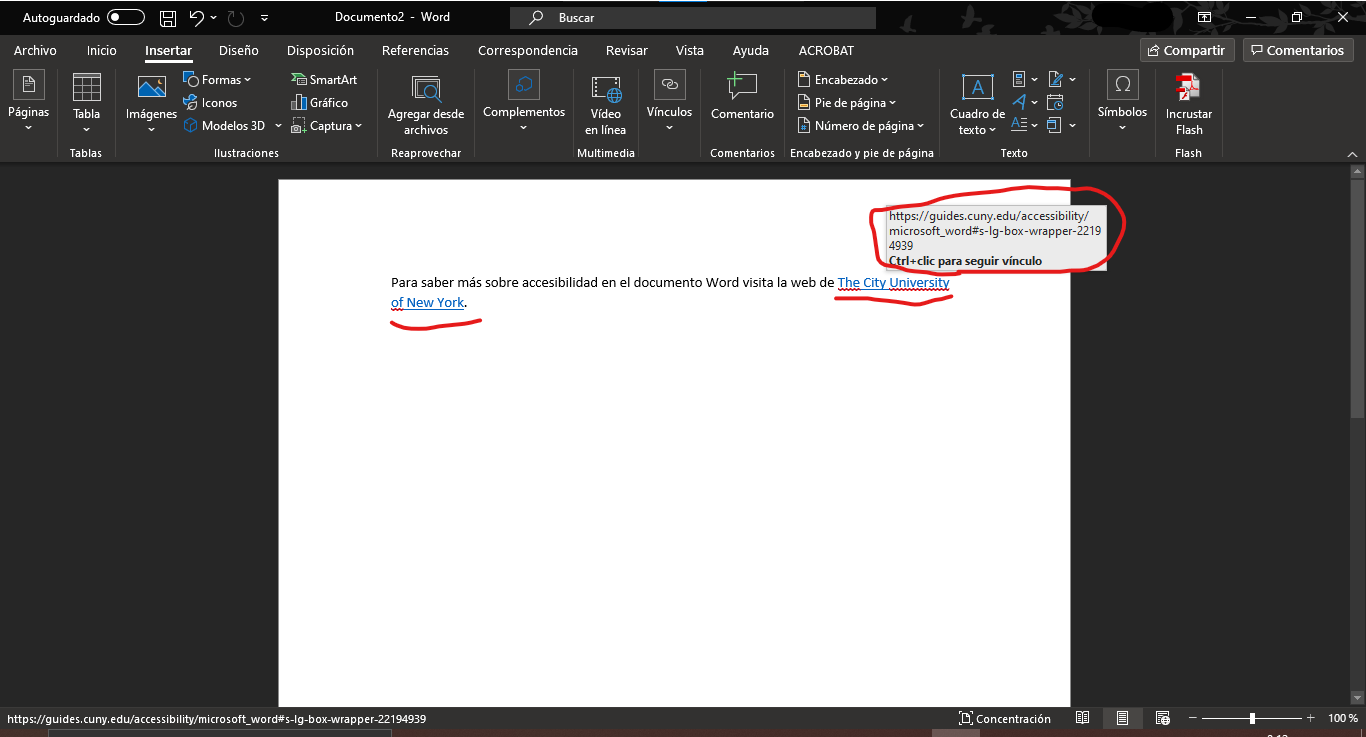 Autoguardado
Documento2 - Word
Buscar
Archivo Inicio Insertar Diseño Disposición Referencias Correspondencia Revisar Vista Ayuda ACROBAT Compartir Comentarios
Páginas
Tabla
Tablas
Imágenes
Formas
Iconos
Modelos 3D
SmartArt
Gráfico
Captura
Ilustraciones
Agregar desde
archivos
Reaprovechar
Complementos
Vídeo
en línea
Multimedia
Vínculos
Comentario
Comentarios
Encabezado
Pie de página
Número de página
Encabezado y pie de página
Cuadro de
texto
Texto
Símbolos
Incrustar
Flash
Flash
https://guides.cuny.edu/accessibility/
microsoft_word#s-lg-box-wrapper-2219
4939
Ctrl+clic para seguir vínculo
Para saber más sobre accesibilidad en el documento Word visita la web de The City University
of New York.
https://guides.cuny.edu/accessibility/microsoft_word#s-lg-box-wrapper-22194939
Concentración
100 %